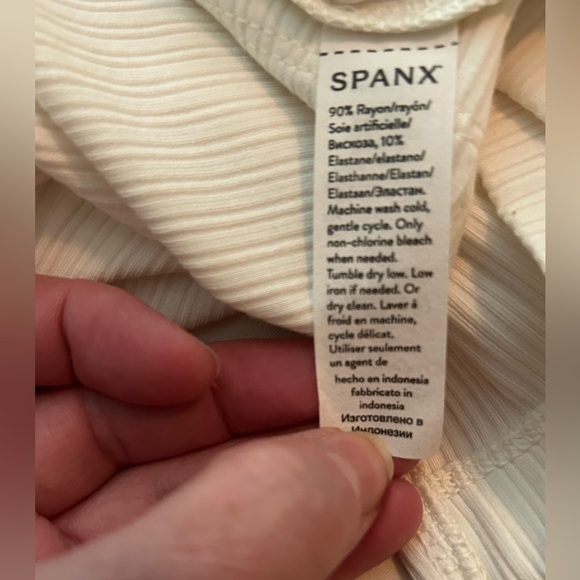 SPANX™
90% Rayon/rayón/
Soie artificielle/
Вискоза, 10%
Elastane/elastano/
Elasthanne/Elastan/
Elastaan/Эластан.
Machine wash cold,
gentle cycle. Only
non-chlorine bleach
when needed.
Tumble dry low. Low
iron if needed. Or
dry clean. Laver à
froid en machine,
cycle délicat.
Utiliser seulement
un agent de
hecho en indonesia
fabbricato in
indonesia
Изготовлено в
Индонезии